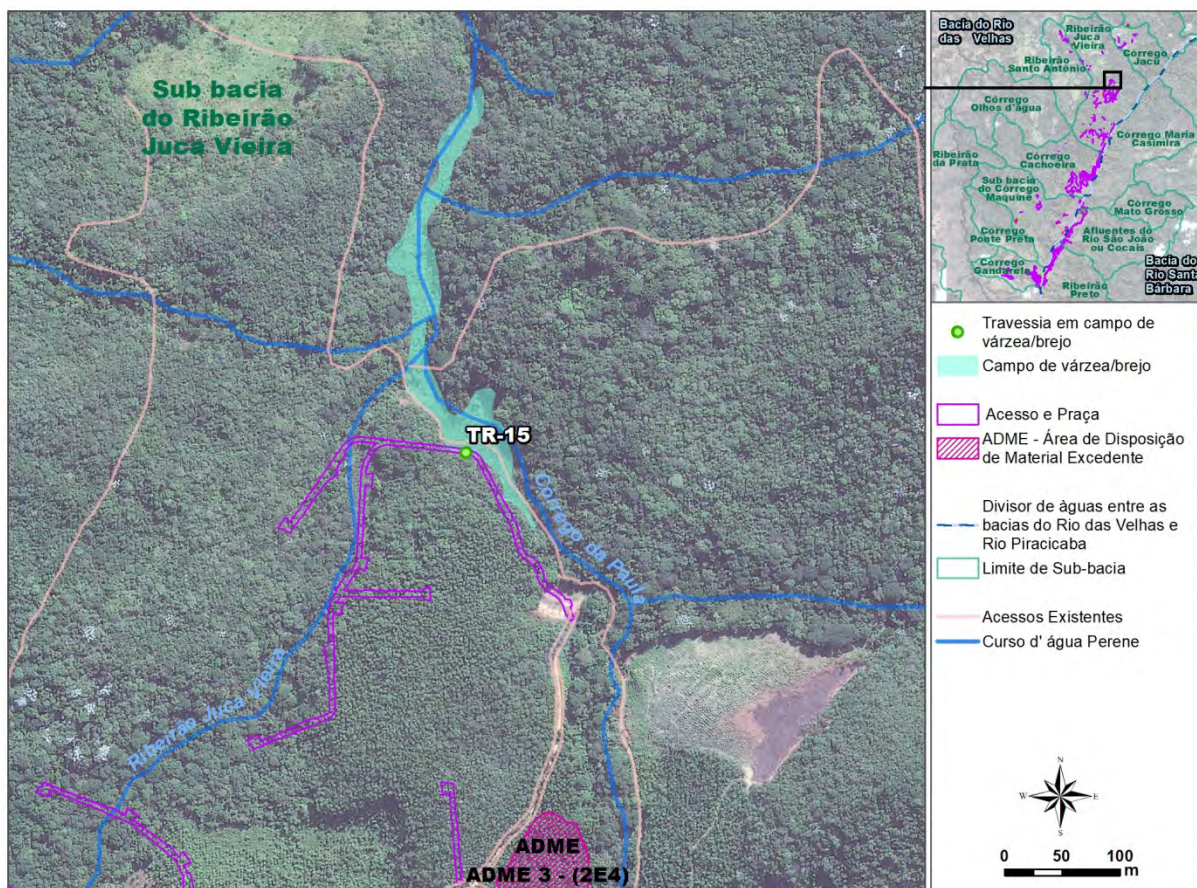 Sub bacia
do Ribeirão
Juca Vieira
TR-15
Córrego da Paula
Ribeirão Juca Vieira
ADME
ADME 3 - (2E4)
Bacia do Rio
das Velhas
Ribeirão
Juca
Vieira
Córrego
Jacú
Ribeirão
Santo Antônio
Córrego
Olhos d'água
Córrego Maria
Casimira
Ribeirão
da Prata
Córrego
Cachoeira
Sub bacia
do Córrego
Maquiné
Córrego
Mato Grosso
Córrego
Ponte Preta
Afluentes do
Rio São João
ou Cocais
Córrego
Gandarela
Bacia do
Rio Santa
Bárbara
Ribeirão
Preto
Travessia em campo de
várzea/brejo
Campo de várzea/brejo
Acesso e Praça
ADME - Área de Disposição
de Material Excedente
Divisor de àguas entre as
bacias do Rio das Velhas e
Rio Piracicaba
Limite de Sub-bacia
Acessos Existentes
Curso d' água Perene
N
W E
S
0 50 100
m